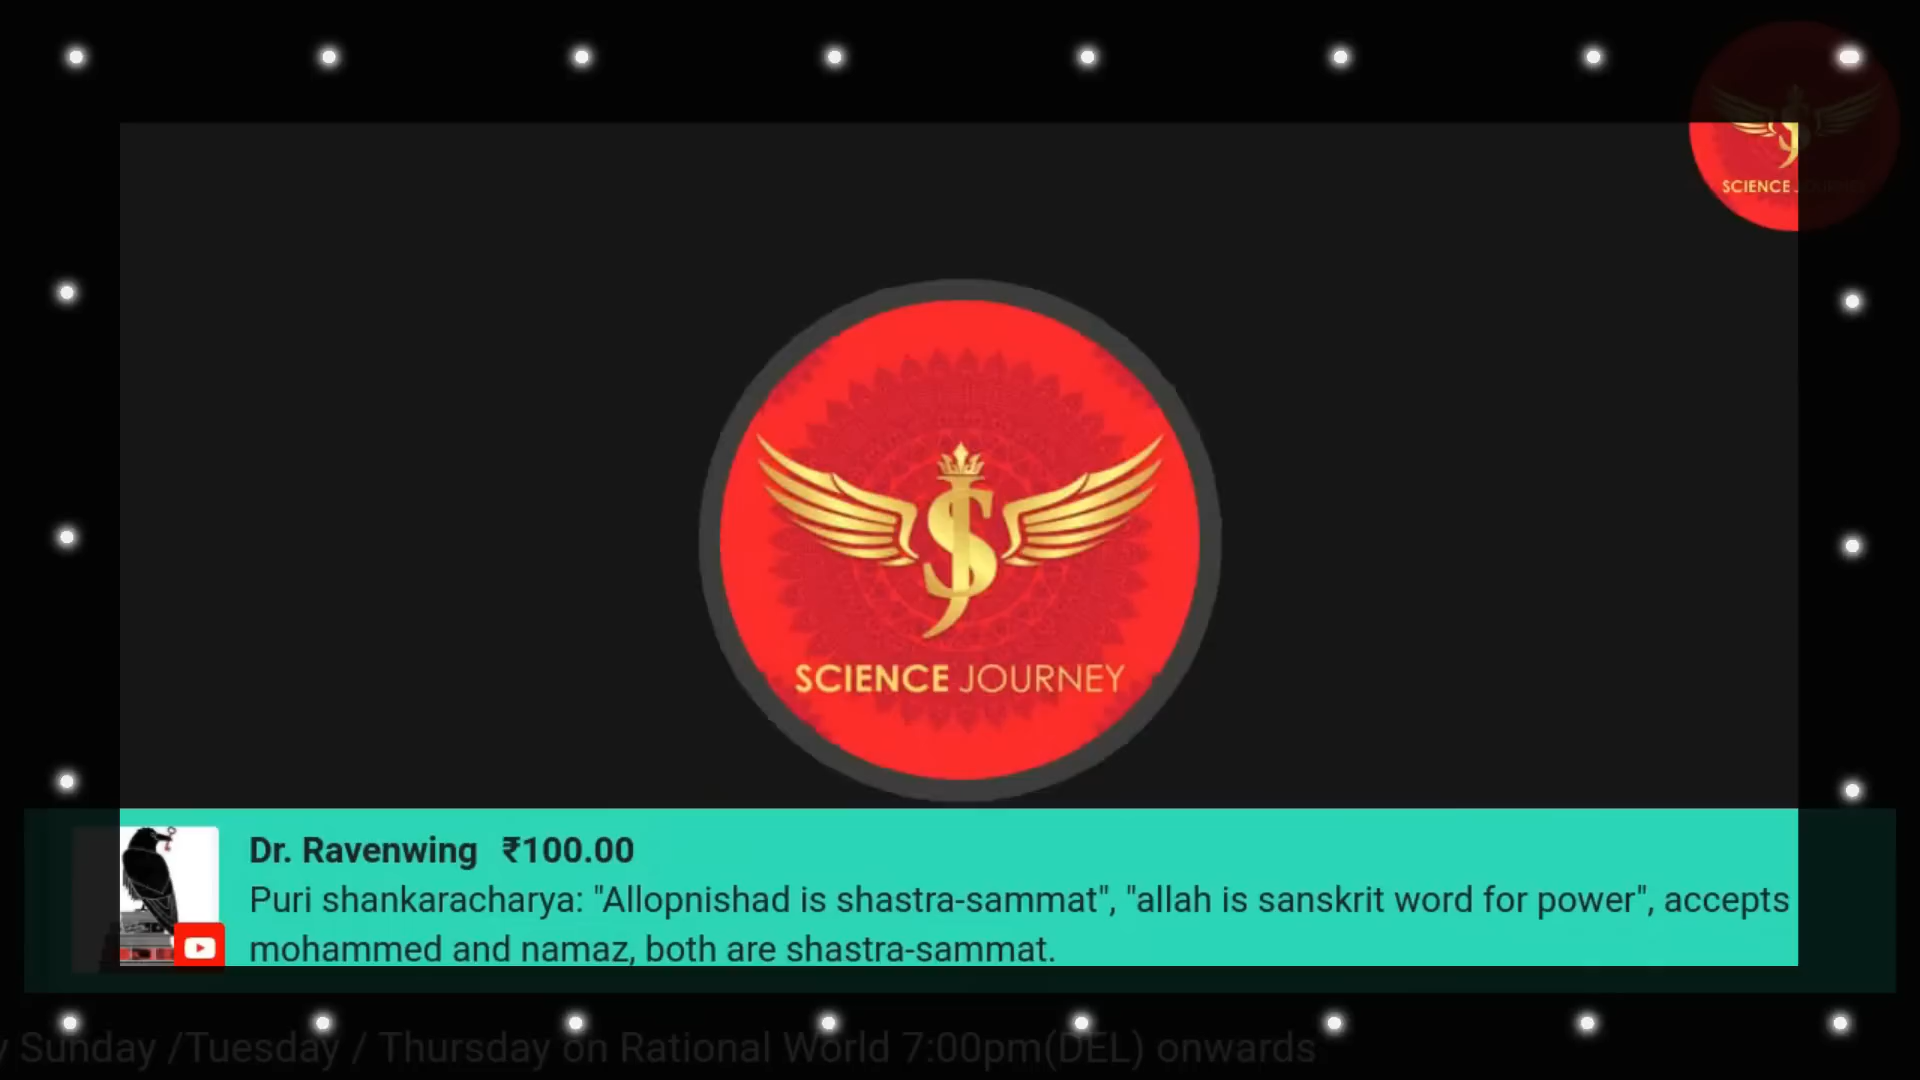 SCIENCE JOURNEY
SCIENCE JOURNEY
Dr. Ravenwing ₹100.00
Puri shankaracharya: "Allopnishad is shastra-sammat", "allah is sanskrit word for power", accepts
mohammed and namaz, both are shastra-sammat.
y Sunday /Tuesday / Thursday on Rational World 7:00pm(DEL) onwards